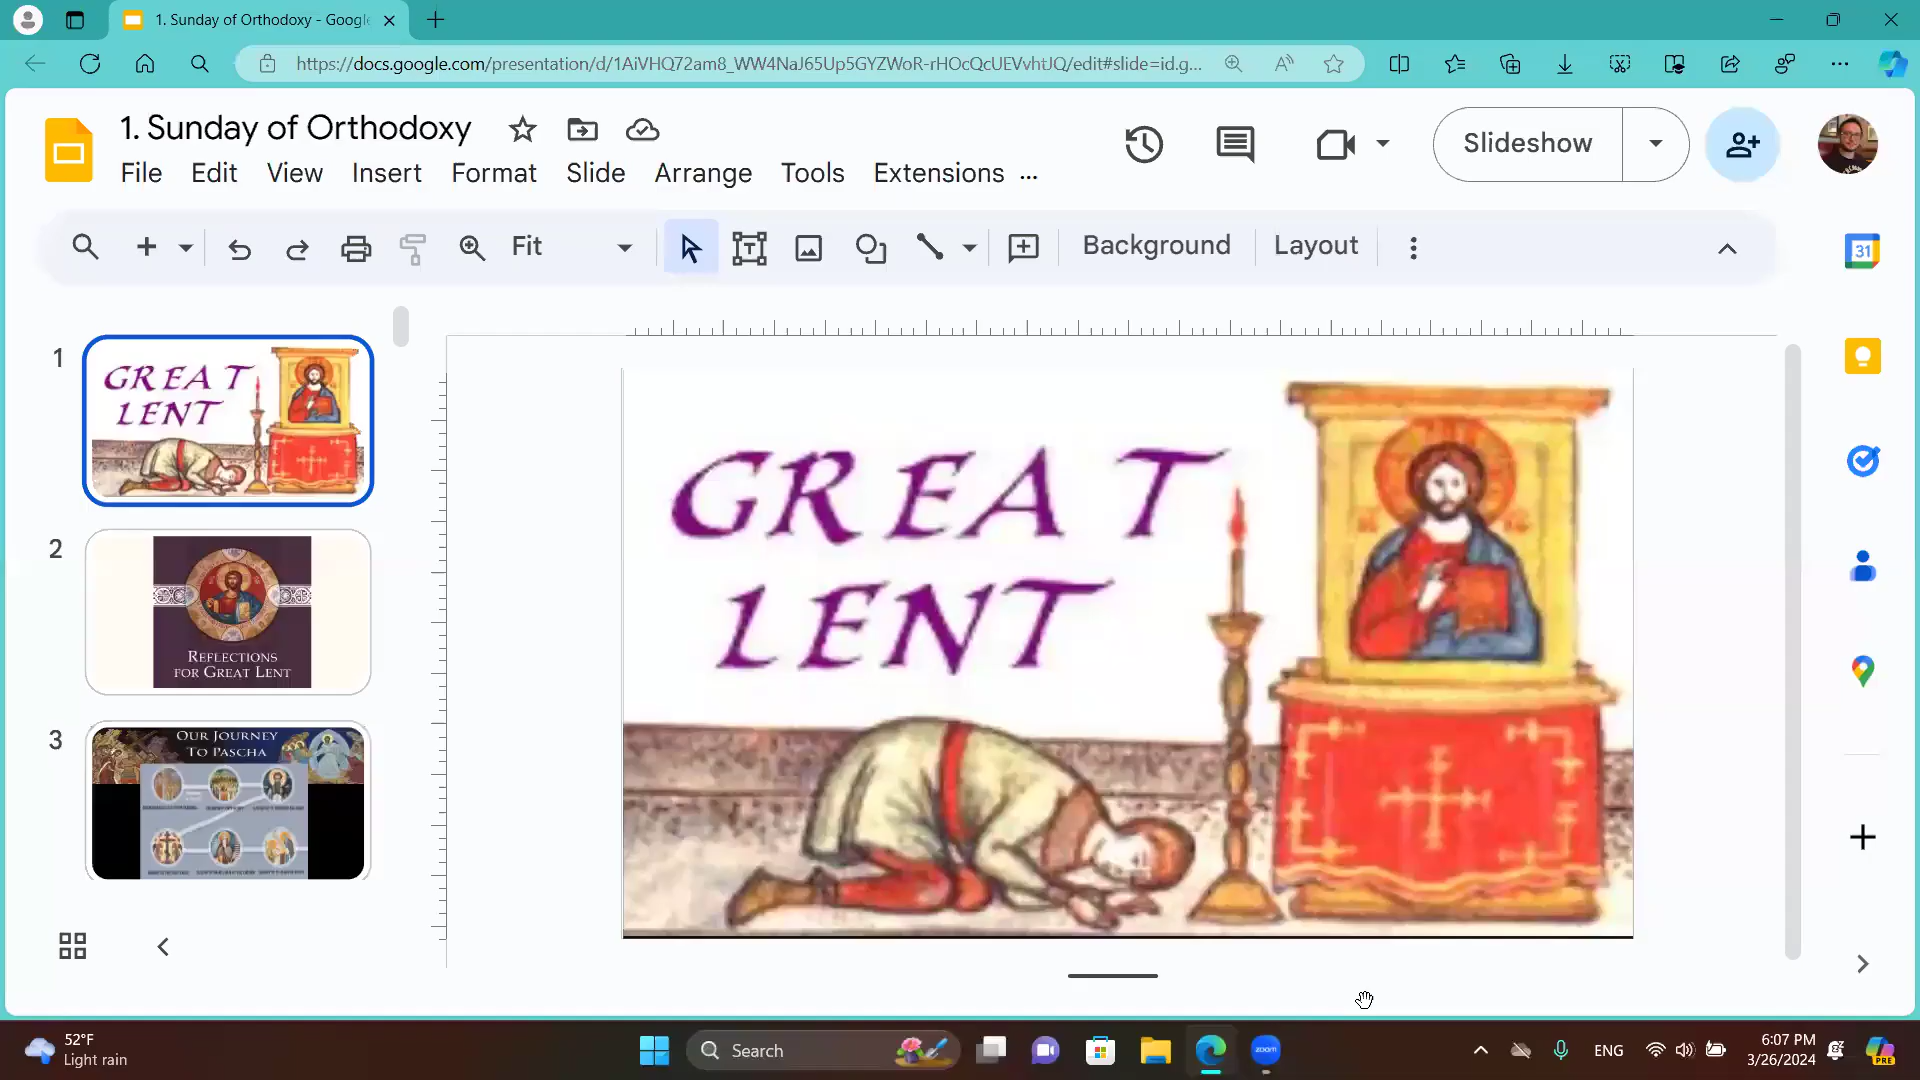 1. Sunday of Orthodoxy - Google
https://docs.google.com/presentation/d/1AiVHQ72am8_WW4NaJ65Up5GYZWoR-rHOcQcUEVvhtJQ/edit#slide=id.g...
1. Sunday of Orthodoxy
File Edit View Insert Format Slide Arrange Tools Extensions ...
Slideshow
Fit
Background Layout
31
1
GREAT
LENT
2
REFLECTIONS
FOR GREAT LENT
3
OUR JOURNEY
TO PASCHA
GREAT
LENT
52°F
Light rain
Search
zoom
ENG
6:07 PM
3/26/2024
PRE